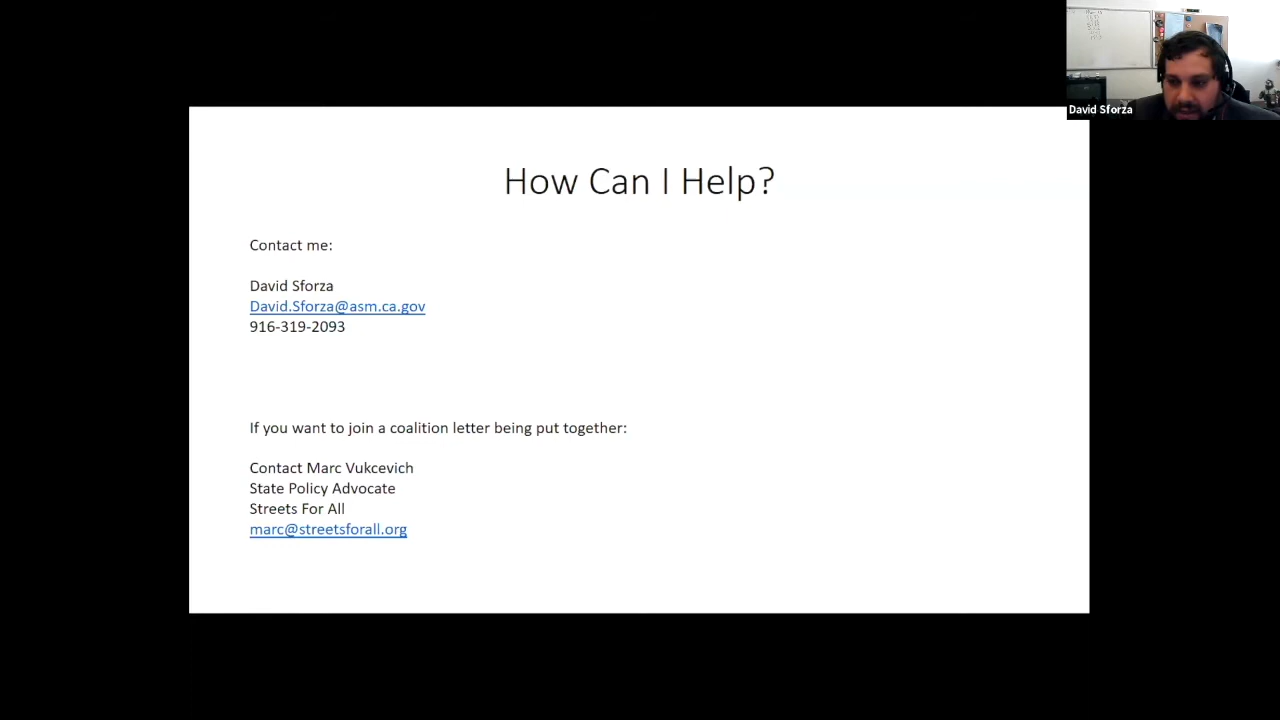 How Can I Help?
Contact me:
David Sforza
David.Sforza@asm.ca.gov
916-319-2093
If you want to join a coalition letter being put together:
Contact Marc Vukcevich
State Policy Advocate
Streets For All
marc@streetsforall.org
David Sforza